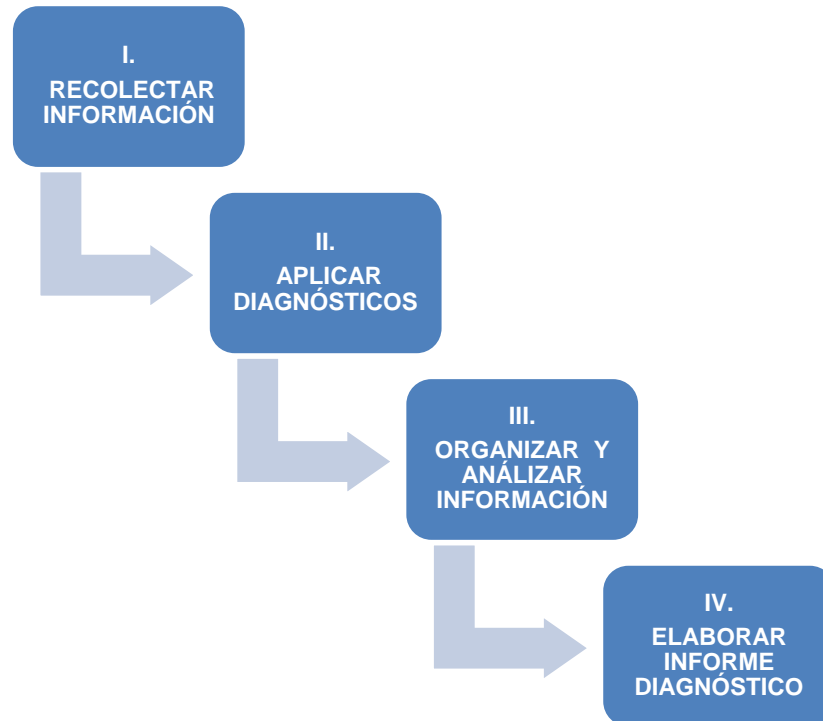 I.
RECOLECTAR
INFORMACIÓN
II.
APLICAR
DIAGNÓSTICOS
III.
ORGANIZAR Y
ANÁLIZAR
INFORMACIÓN
IV.
ELABORAR
INFORME
DIAGNÓSTICO